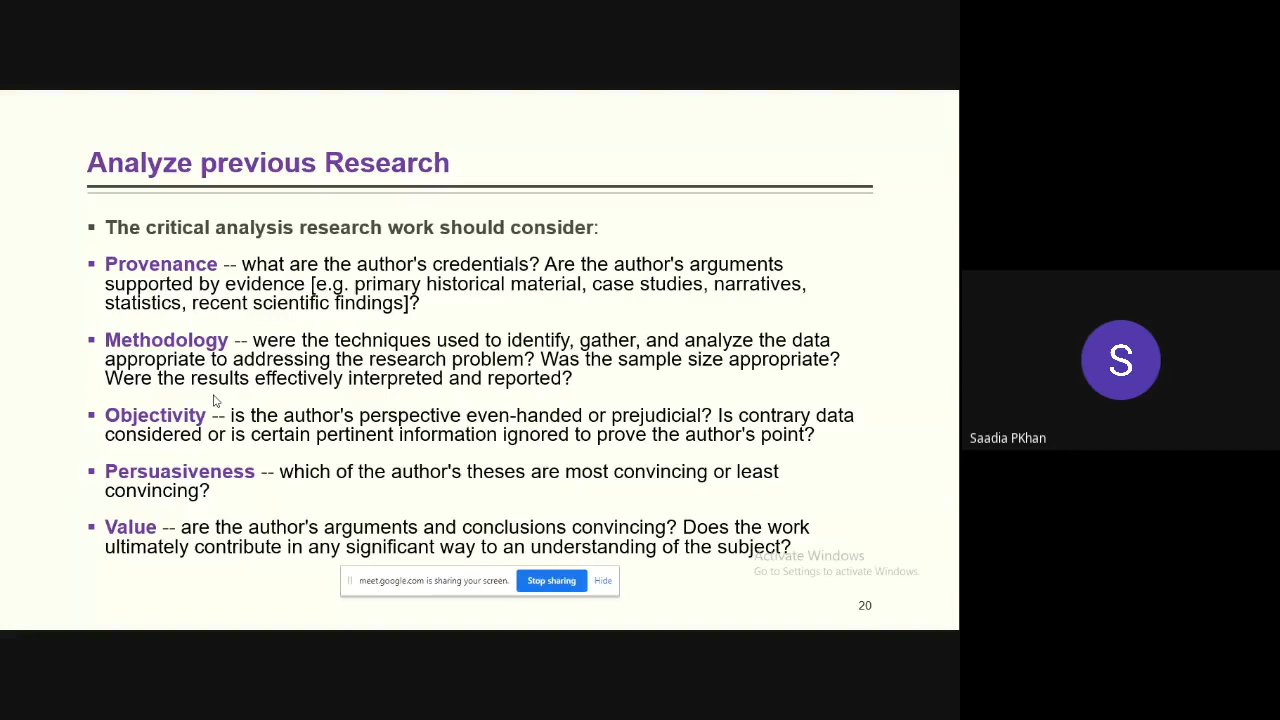 Analyze previous Research
▪ The critical analysis research work should consider:
▪ Provenance -- what are the author's credentials? Are the author's arguments
supported by evidence [e.g. primary historical material, case studies, narratives,
statistics, recent scientific findings]?
▪ Methodology -- were the techniques used to identify, gather, and analyze the data
appropriate to addressing the research problem? Was the sample size appropriate?
Were the results effectively interpreted and reported?
▪ Objectivity -- is the author's perspective even-handed or prejudicial? Is contrary data
considered or is certain pertinent information ignored to prove the author's point?
▪ Persuasiveness -- which of the author's theses are most convincing or least
convincing?
▪ Value -- are the author's arguments and conclusions convincing? Does the work
ultimately contribute in any significant way to an understanding of the subject?
Activate Windows
Go to Settings to activate Windows.
meet.google.com is sharing your screen. Stop sharing Hide
20
S
Saadia PKhan